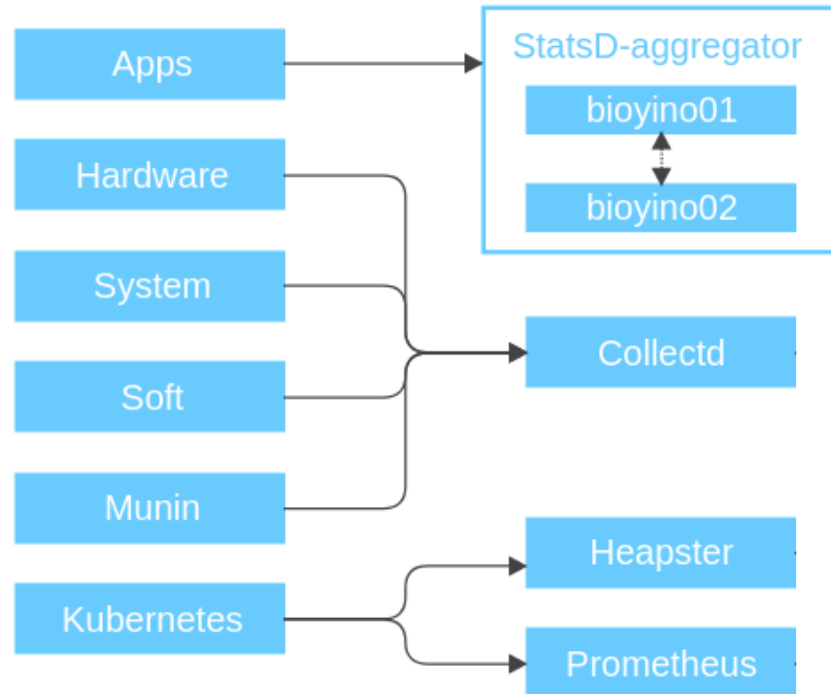 Apps
Hardware
System
Soft
Munin
Kubernetes
StatsD-aggregator
bioyino01
bioyino02
Collectd
Heapster
Prometheus